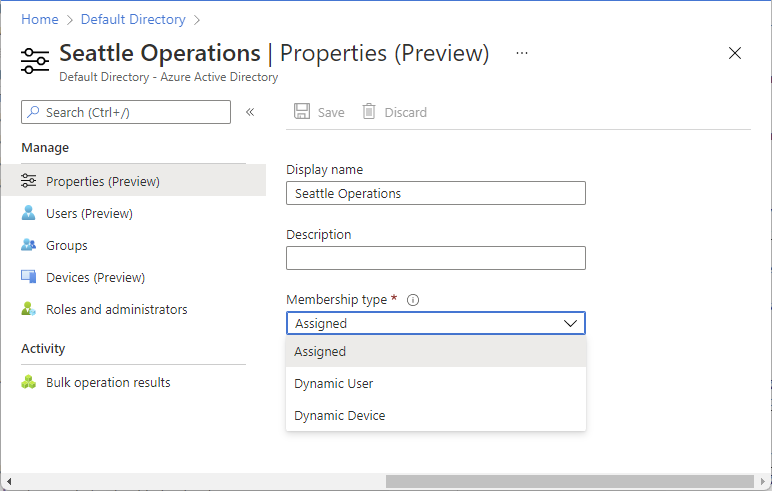 Home > Default Directory >
Seattle Operations | Properties (Preview) ...
Default Directory - Azure Active Directory
Search (Ctrl+/) «
Save Discard
Manage
Properties (Preview)
Users (Preview)
Groups
Devices (Preview)
Roles and administrators
Activity
Bulk operation results
Display name
Seattle Operations
Description
Membership type *
Assigned
Assigned
Dynamic User
Dynamic Device